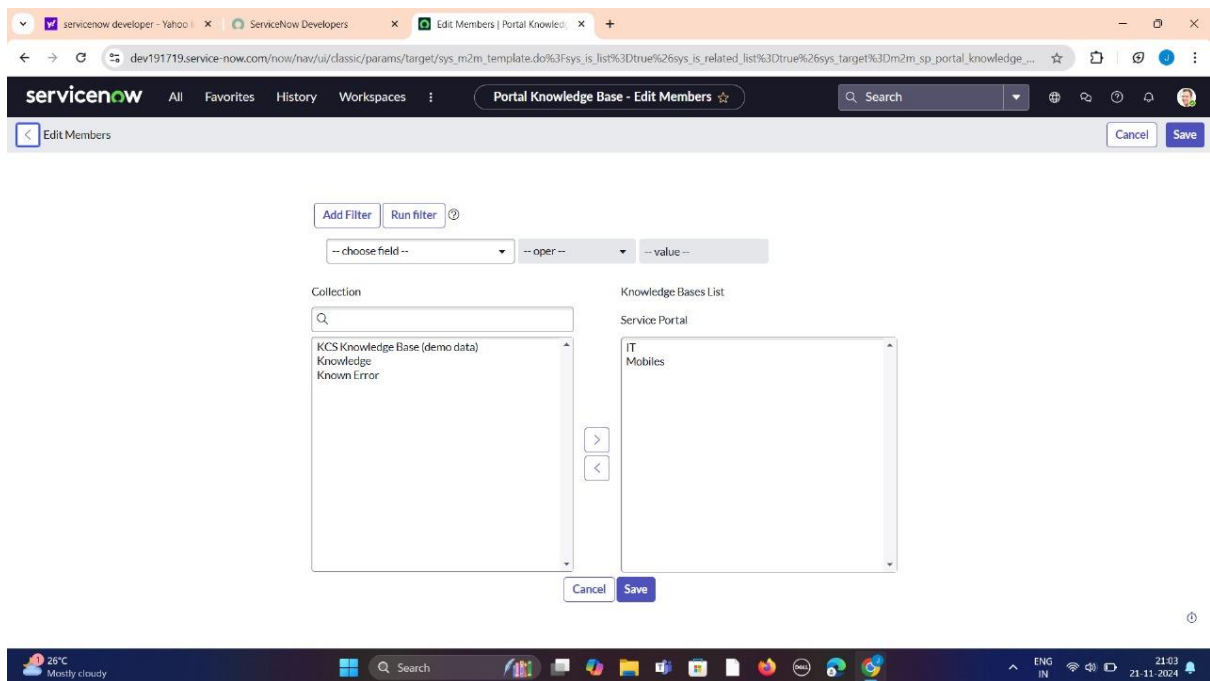 servicenow developer - Yahoo I
ServiceNow Developers
Edit Members | Portal Knowled
dev191719.service-now.com/now/nav/ui/classic/params/target/sys_m2m_template.do%3Fsys_is_list%3Dtrue%26sys_is_related_list%3Dtrue%26sys_target%3Dm2m_sp_portal_knowledge_...
J
servicenow All Favorites History Workspaces Portal Knowledge Base - Edit Members Search
Edit Members Cancel Save
Add Filter Run filter
-- choose field -- -- oper -- -- value --
Collection Knowledge Bases List
Service Portal
KCS Knowledge Base (demo data) IT
Knowledge Mobiles
Known Error
Cancel Save
1 26°C
Mostly cloudy
Search
DELL
ENG
IN
21:03
21-11-2024